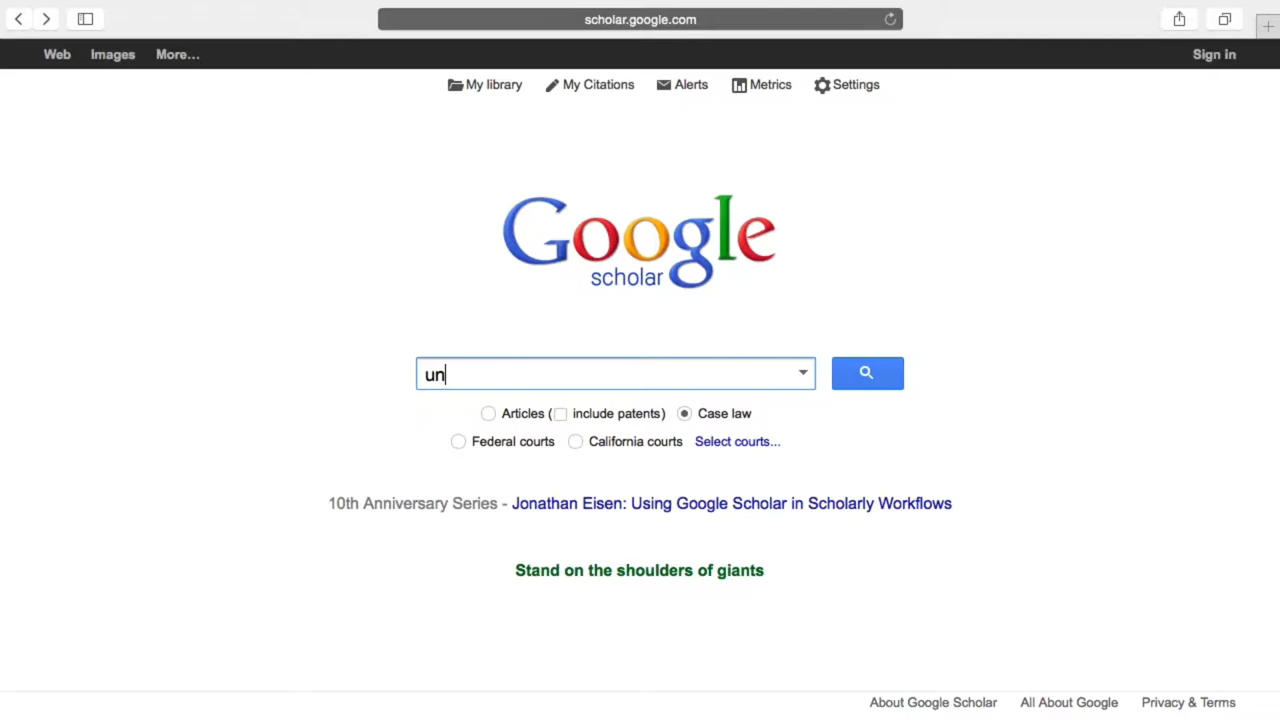 scholar.google.com
Web Images More... Sign in
My library My Citations Alerts Metrics Settings
Google
scholar
un
Articles ( include patents) Case law
Federal courts California courts Select courts...
10th Anniversary Series - Jonathan Eisen: Using Google Scholar in Scholarly Workflows
Stand on the shoulders of giants
About Google Scholar All About Google Privacy & Terms